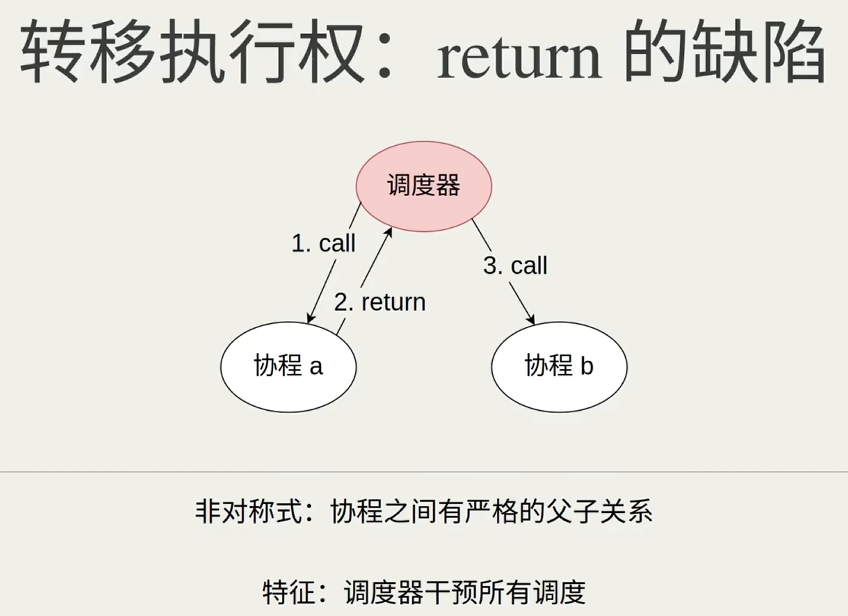 转移执行权：return 的缺陷
调度器
1. call
3. call
2. return
协程 a
协程 b
非对称式：协程之间有严格的父子关系
特征：调度器干预所有调度